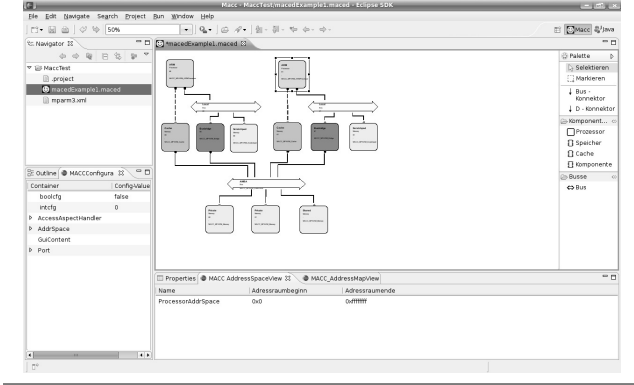 Macc - MaccTest/macedExample1.maced - Eclipse SDK
File Edit Navigate Search Project Run Window Help
50%
Macc Java
Navigator
*macedExample1.maced
MaccTest
.project
macedExample1.maced
mparm3.xml
Palette
Selektieren
Markieren
Bus -
Konnektor
D - Konnektor
Komponent...
Prozessor
Speicher
Cache
Komponente
Busse
Bus
Outline MACCConfigura
Container Config-Value
boolcfg false
intcfg 0
AccessAspectHandler
AddrSpace
GuiContent
Port
Properties MACC AddressSpaceView MACC_AddressMapView
Name Adressraumbeginn Adressraumende
ProcessorAddrSpace 0x0 0xffffffff